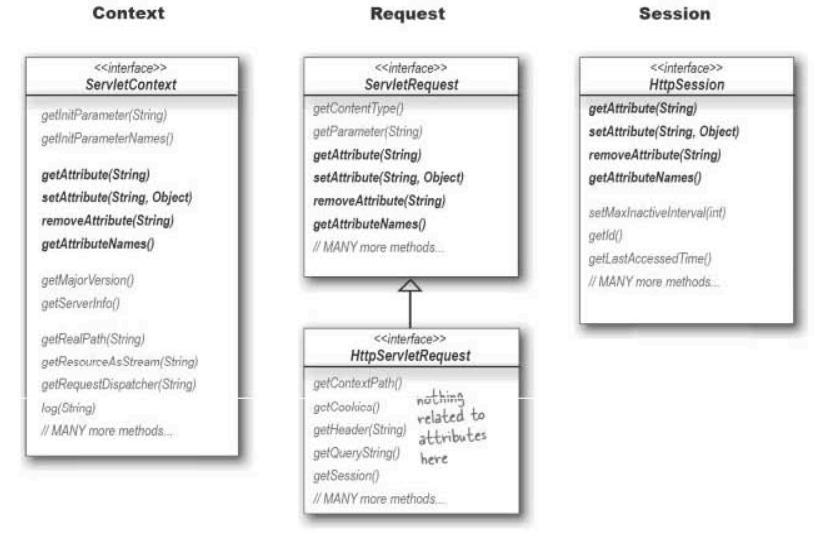 Context
<<interface>>
ServletContext
getInitParameter(String)
getInitParameterNames()
getAttribute(String)
setAttribute(String, Object)
removeAttribute(String)
getAttributeNames()
getMajorVersion()
getServerInfo()
getRealPath(String)
getResourceAsStream(String)
getRequestDispatcher(String)
log(String)
// MANY more methods...
Request
<<interface>>
ServletRequest
getContentType()
getParameter(String)
getAttribute(String)
setAttribute(String, Object)
removeAttribute(String)
getAttributeNames()
// MANY more methods...
<<interface>>
HttpServletRequest
getContextPath()
getCookies()
getHeader(String)
getQueryString()
getSession()
// MANY more methods...
nothing
related to
attributes
here
Session
<<interface>>
HttpSession
getAttribute(String)
setAttribute(String, Object)
removeAttribute(String)
getAttributeNames()
setMaxInactiveInterval(int)
getId()
getLastAccessedTime()
// MANY more methods...